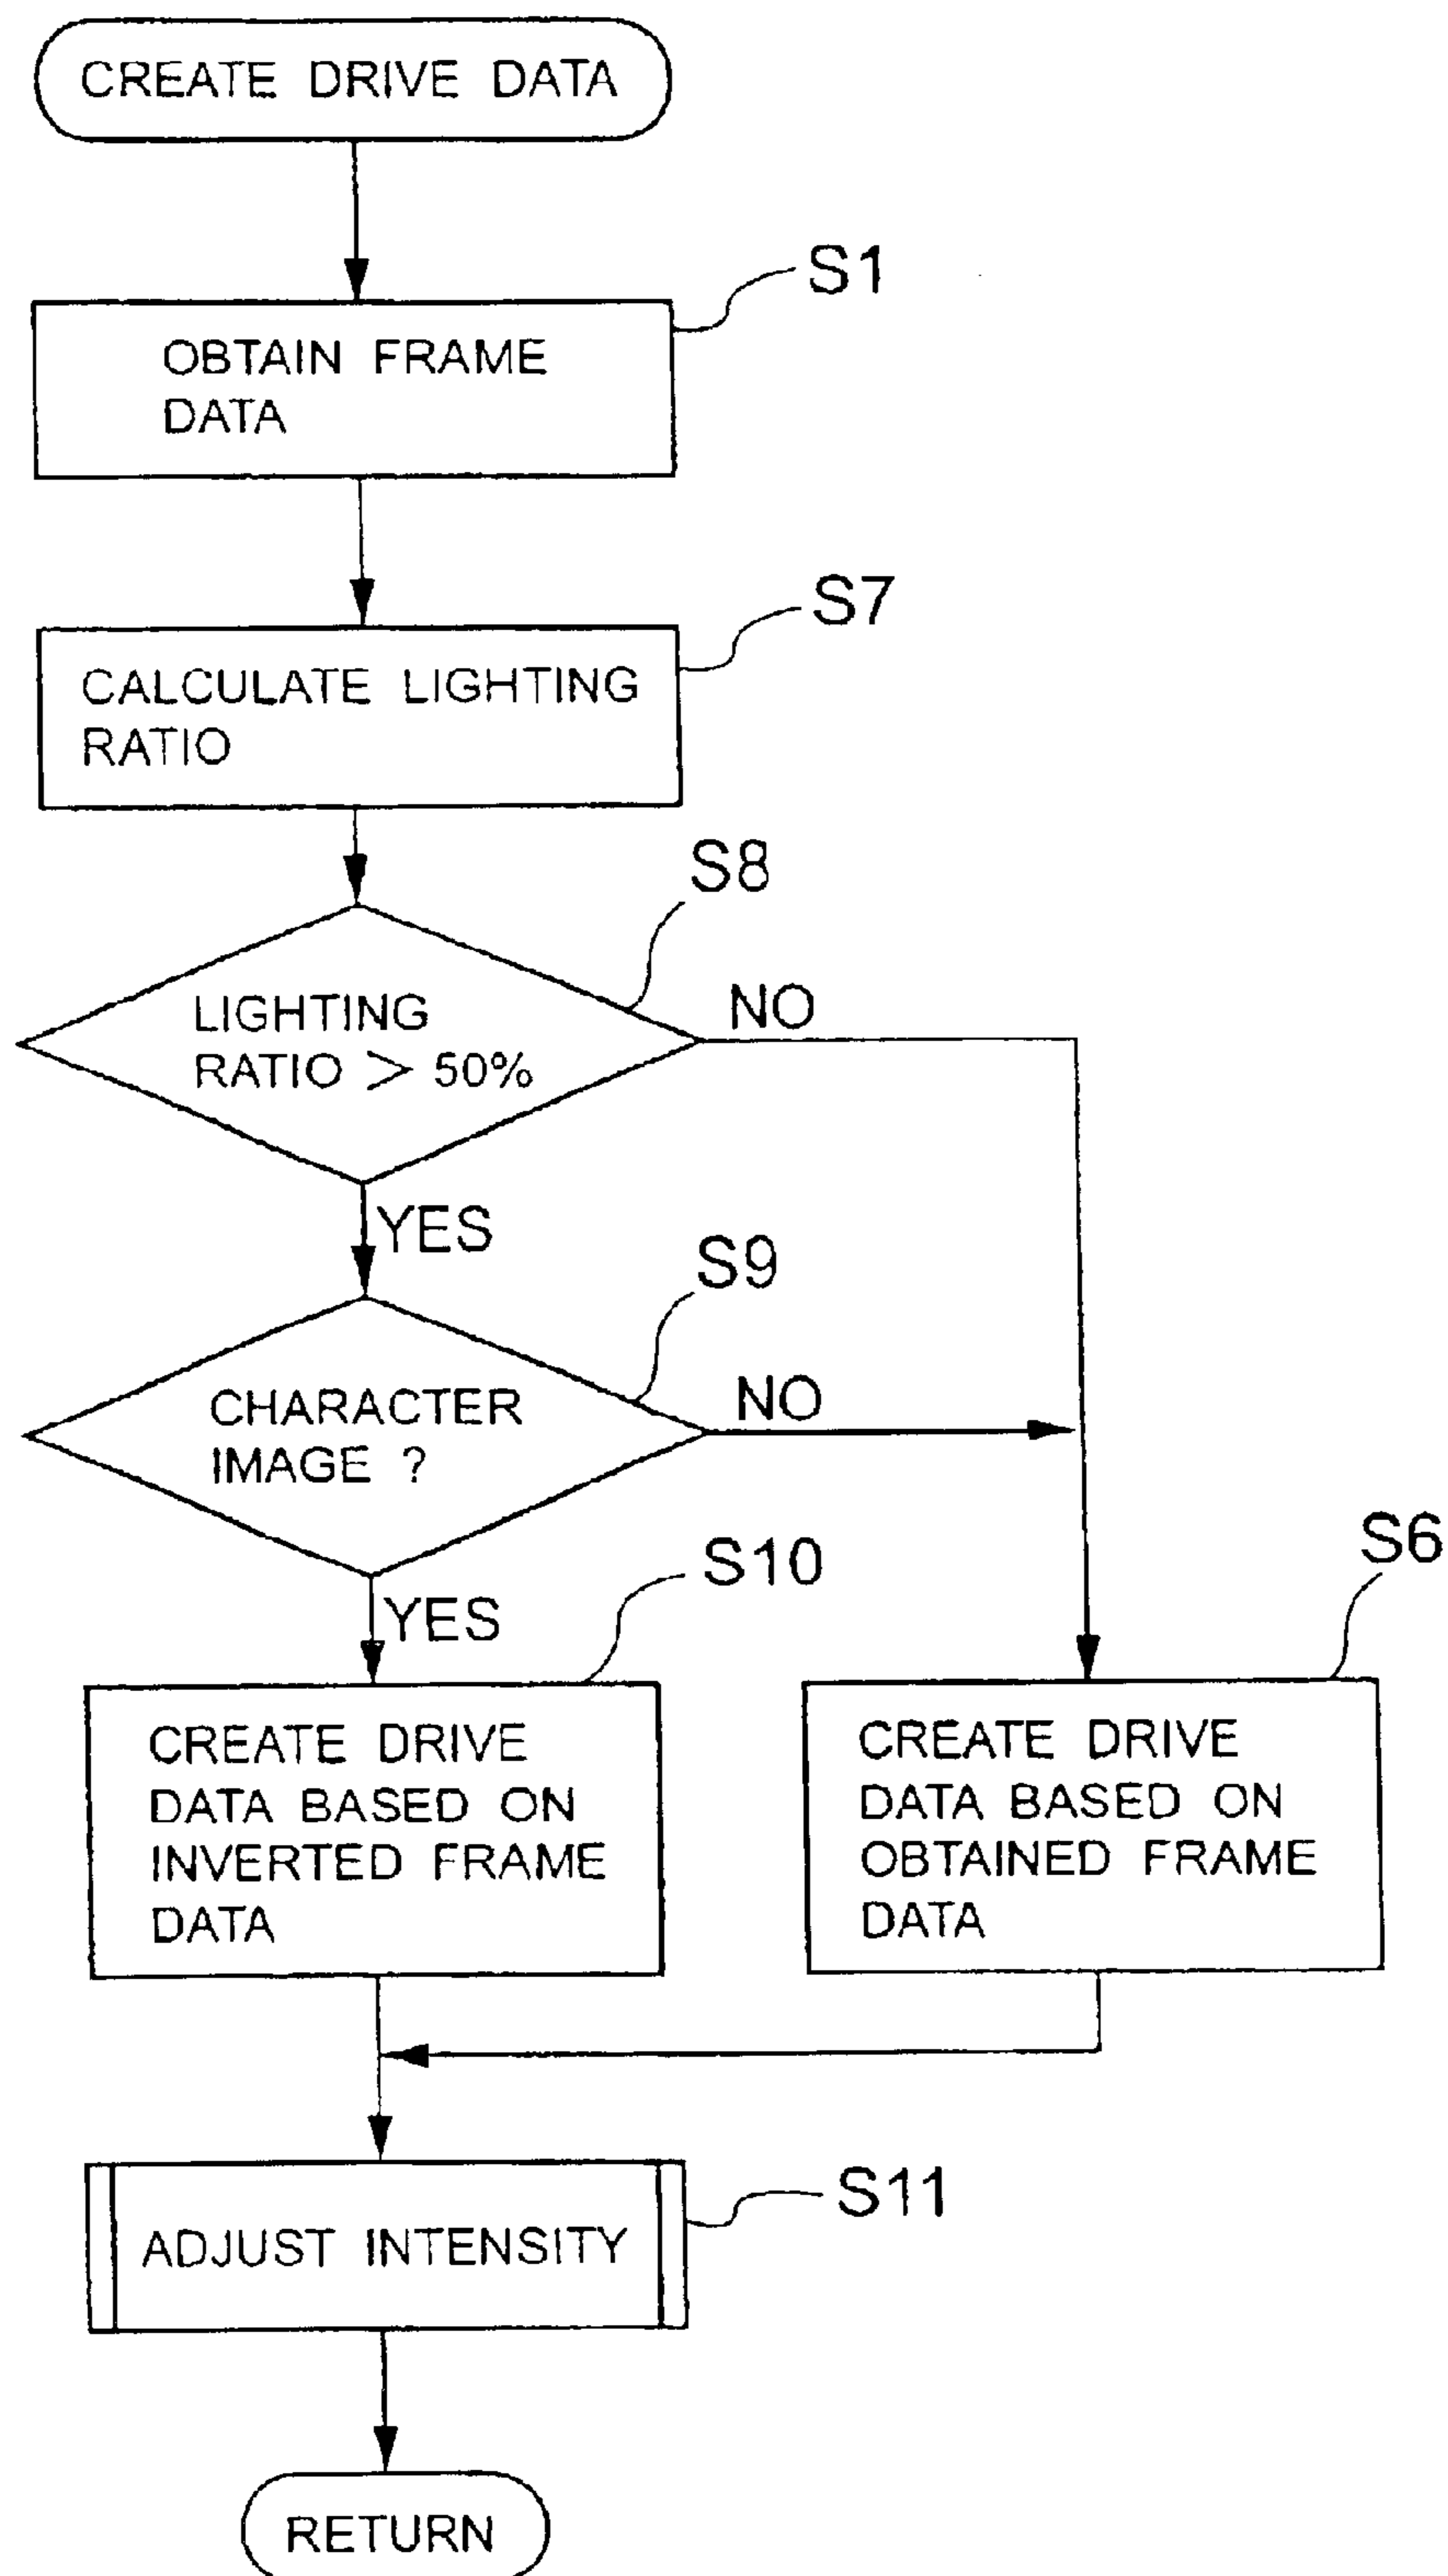 CREATE DRIVE DATA
S1
OBTAIN FRAME
DATA
S7
CALCULATE LIGHTING
RATIO
S8
LIGHTING
RATIO > 50%
NO
YES
S9
CHARACTER
IMAGE ?
NO
YES
S10
CREATE DRIVE
DATA BASED ON
INVERTED FRAME
DATA
S6
CREATE DRIVE
DATA BASED ON
OBTAINED FRAME
DATA
S11
ADJUST INTENSITY
RETURN